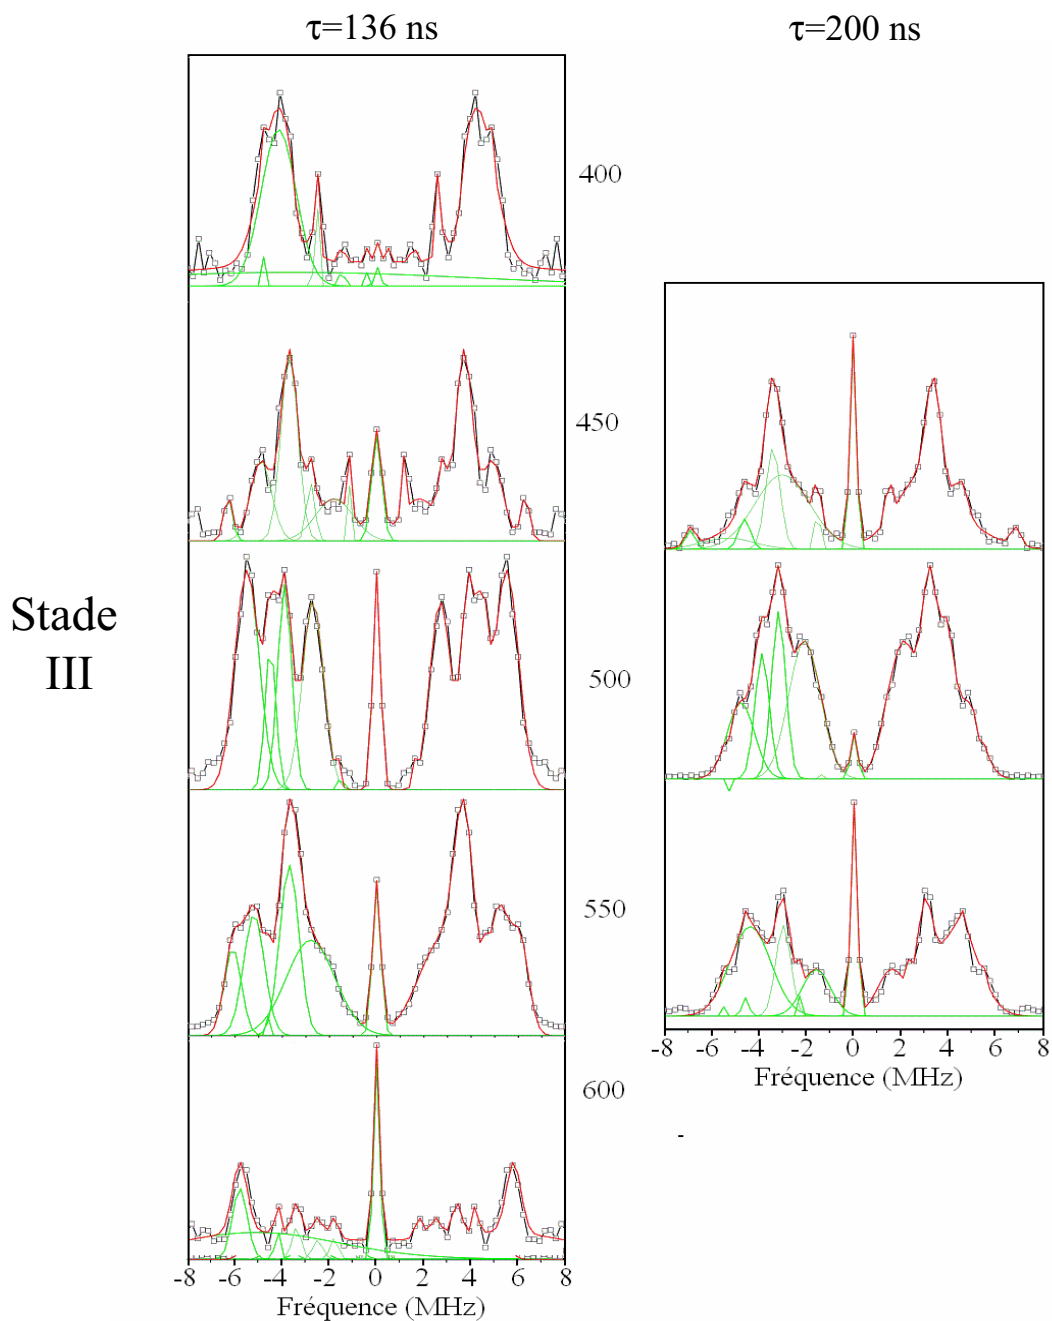 τ=136 ns
τ=200 ns
400
450
Stade
III
500
550
-8 -6 -4 -2 0 2 4 6 8
Fréquence (MHz)
600
-
-8 -6 -4 -2 0 2 4 6 8
Fréquence (MHz)